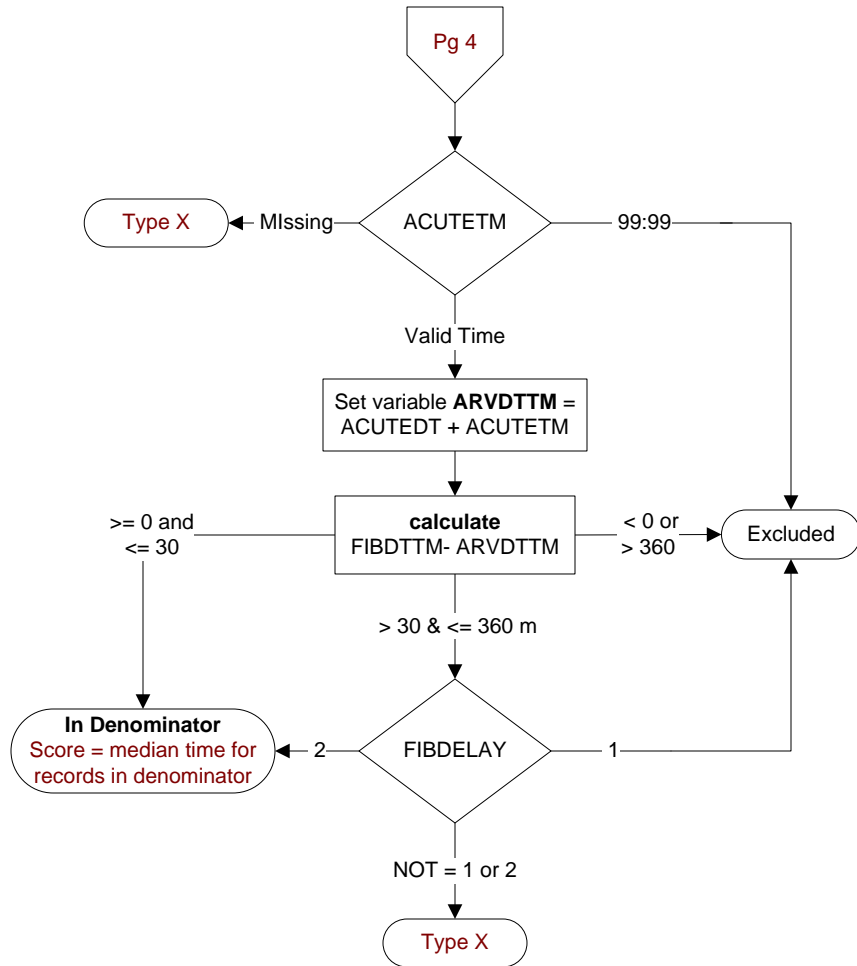 Pg 4
Type X
MIssing
ACUTETM
99:99
Valid Time
Set variable ARVDTTM =
ACUTEDT + ACUTETM
>= 0 and
<= 30
calculate
FIBDTTM- ARVDTTM
< 0 or
> 360
Excluded
> 30 & <= 360 m
In Denominator
Score = median time for
records in denominator
2
FIBDELAY
1
NOT = 1 or 2
Type X